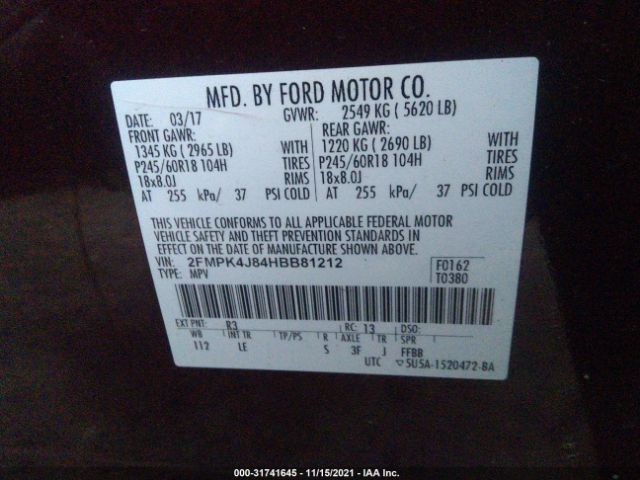 MFD. BY FORD MOTOR CO.
DATE: 03/17 GVWR: 2549 KG ( 5620 LB)
FRONT GAWR: REAR GAWR:
1345 KG ( 2965 LB) WITH 1220 KG ( 2690 LB) WITH
P245/60R18 104H TIRES P245/60R18 104H TIRES
18x8.0J RIMS 18x8.0J RIMS
AT 255 kPa/ 37 PSI COLD AT 255 kPa/ 37 PSI COLD
THIS VEHICLE CONFORMS TO ALL APPLICABLE FEDERAL MOTOR
VEHICLE SAFETY AND THEFT PREVENTION STANDARDS IN
EFFECT ON THE DATE OF MANUFACTURE SHOWN ABOVE.
VIN: 2FMPK4J84HBB81212 F0162
TYPE: MPV T0380
EXT PNT: R3 RC: 13 DSO:
WB INT TR TP/PS R AXLE TR SPR
112 LE S 3F J FFBB
UTC ▽5U5A-1520472-BA
000-31741645 - 11/15/2021 - IAA Inc.